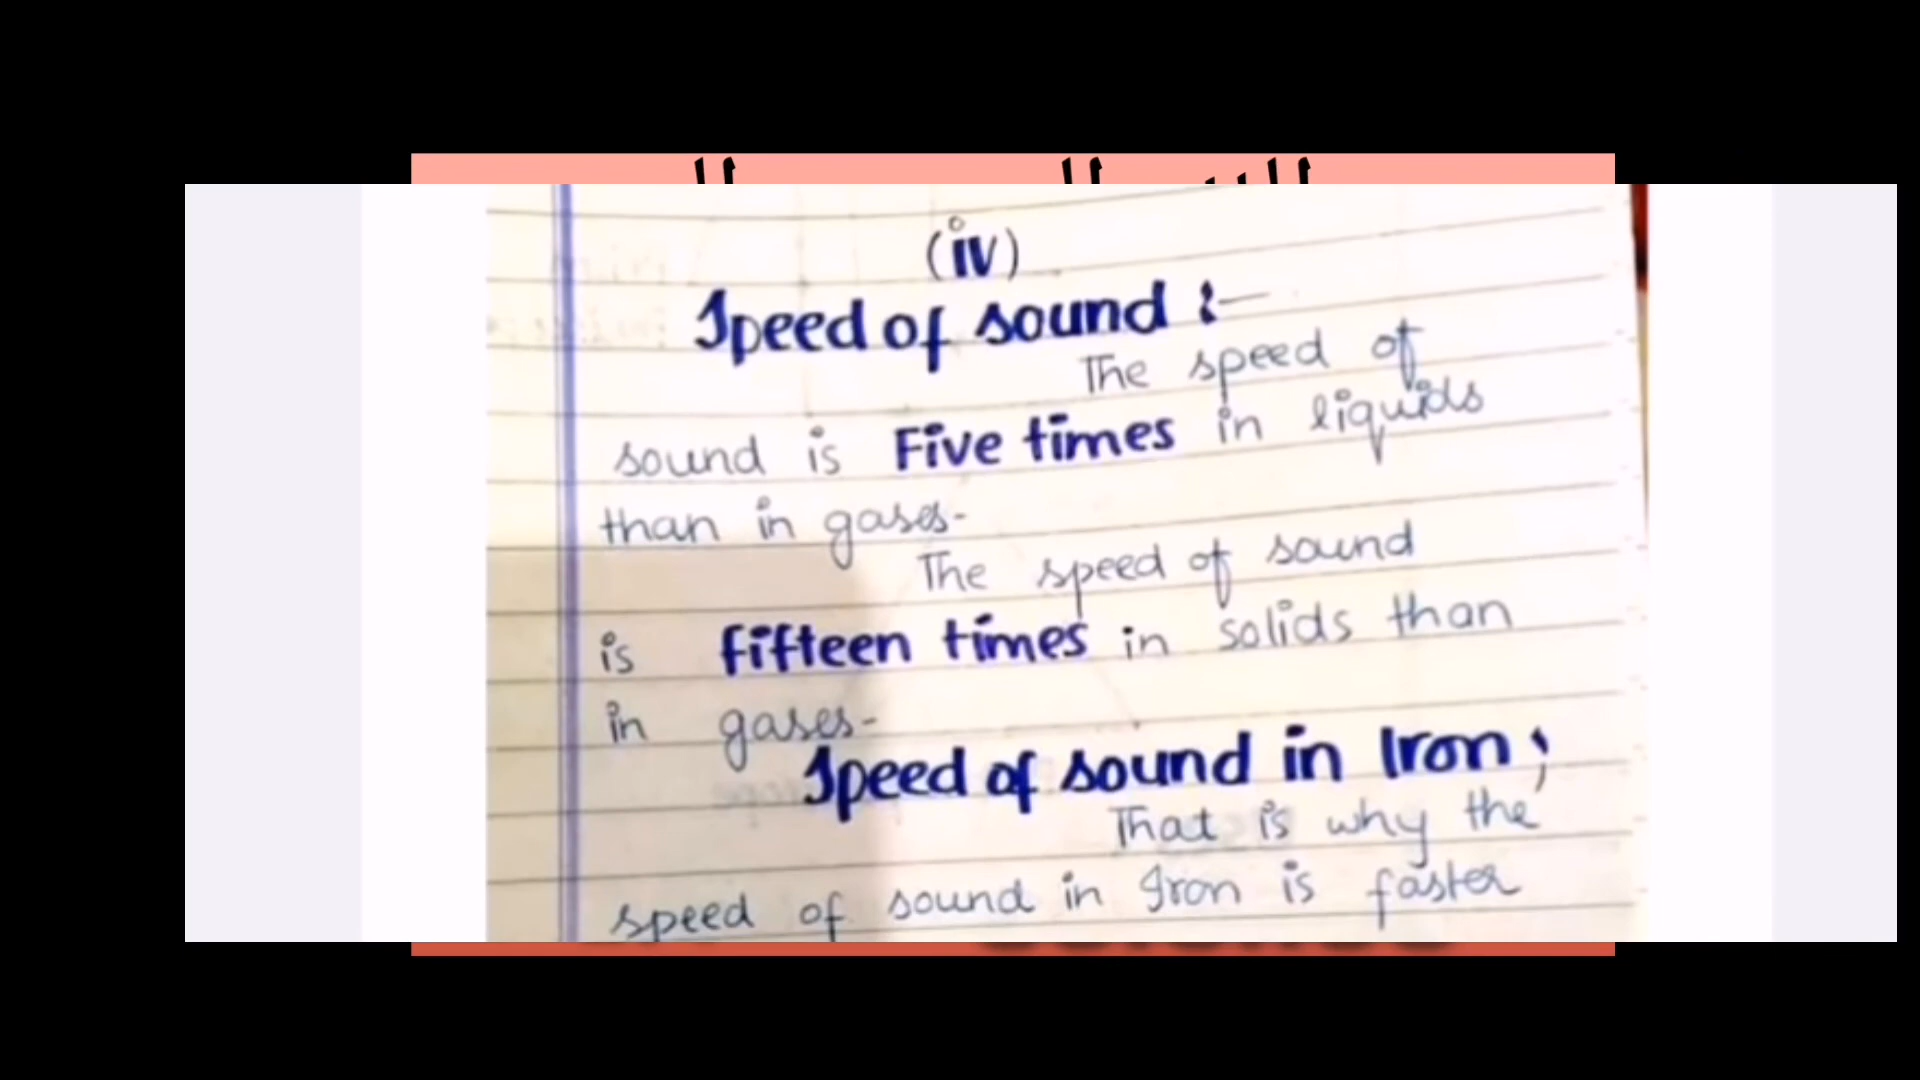 (iv)
Speed of sound :-
The speed of
sound is Five times in liquids
than in gases-
The speed of sound
is fifteen times in solids than
in gases-
Speed of sound in Iron;
That is why the
speed of sound in Iron is faster